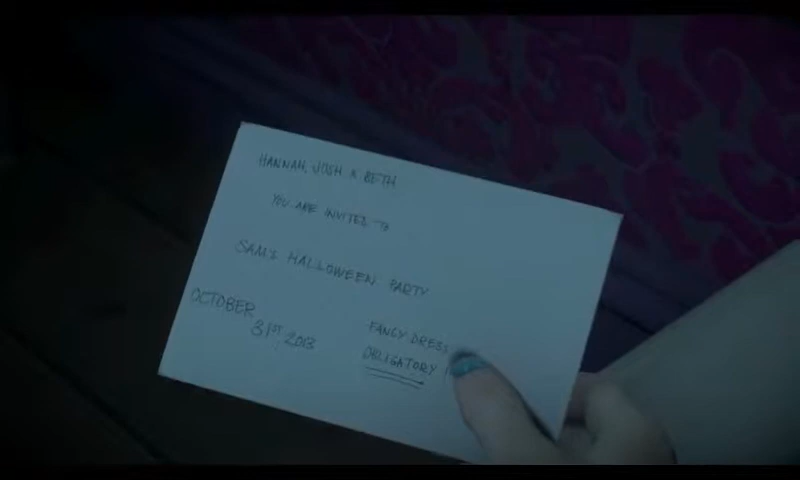 HANNAH, JOSH & BETH
YOU ARE INVITED TO
SAM'S HALLOWEEN PARTY
OCTOBER
31ST, 2013
FANCY DRESS
OBLIGATORY